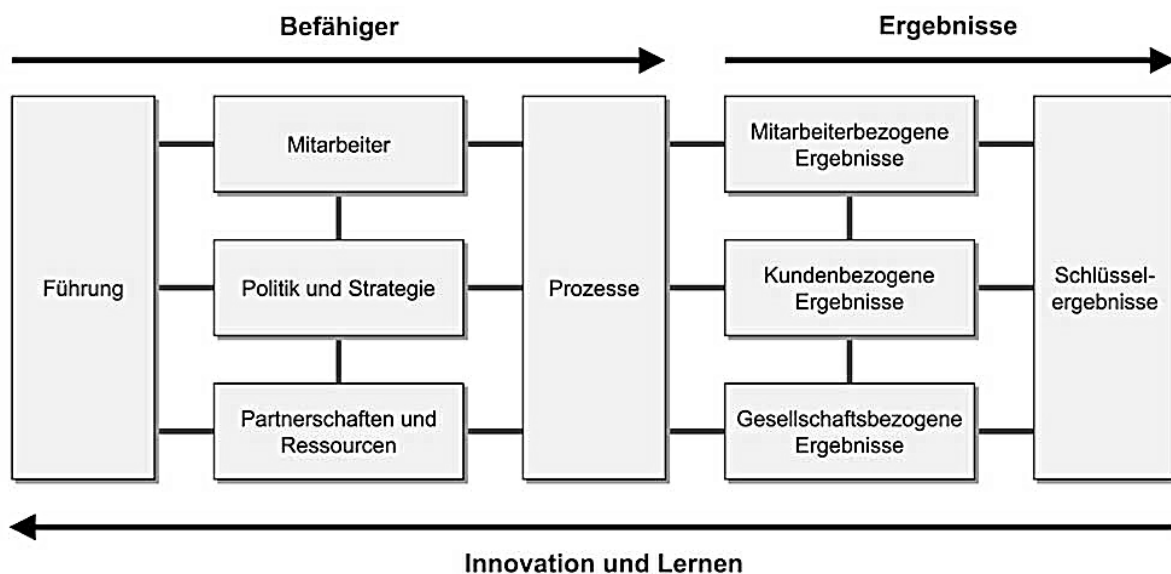 Befähiger
Ergebnisse
Führung
Mitarbeiter
Politik und Strategie
Partnerschaften und
Ressourcen
Prozesse
Mitarbeiterbezogene
Ergebnisse
Kundenbezogene
Ergebnisse
Gesellschaftsbezogene
Ergebnisse
Schlüssel-
ergebnisse
Innovation und Lernen